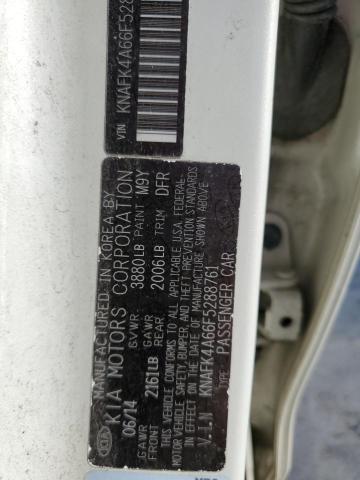 VIN KNAFK4A66F528
KIA
MANUFACTURED IN KOREA BY
KIA MOTORS CORPORATION
06/14 GVWR 3880LB PAINT M9Y
GAWR FRONT 2161LB GAWR REAR 2006LB TRIM DFR
THIS VEHICLE CONFORMS TO ALL APPLICABLE U.S.A. FEDERAL
MOTOR VEHICLE SAFETY, BUMPER, AND THEFT PREVENTION STANDARDS
IN EFFECT ON THE DATE OF MANUFACTURE SHOWN ABOVE.
V·I·N KNAFK4A66F5288761
TYPE: PASSENGER CAR